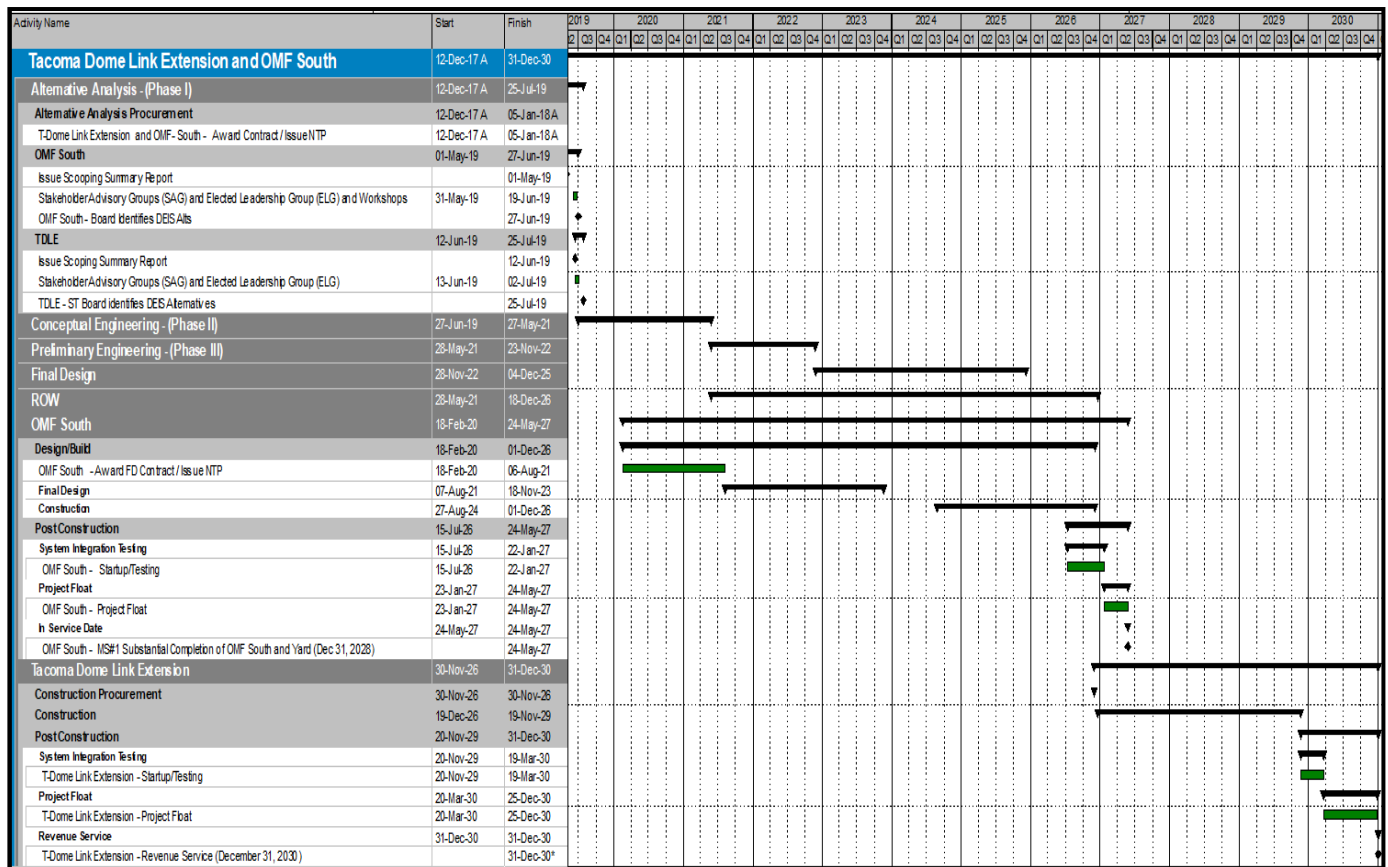 Activity Name Start Finish 2019 2020 2021 2022 2023 2024 2025 2026 2027 2028 2029 2030
Q3 Q4 Q1 Q2 Q3 Q4 Q1 Q2 Q3 Q4 Q1 Q2 Q3 Q4 Q1 Q2 Q3 Q4 Q1 Q2 Q3 Q4 Q1 Q2 Q3 Q4 Q1 Q2 Q3 Q4 Q1 Q2 Q3 Q4 Q1 Q2 Q3 Q4 Q1 Q2 Q3 Q4 Q1 Q2 Q3 Q4
Tacoma Dome Link Extension and OMF South 12-Dec-17 A 31-Dec-30
Alternative Analysis - (Phase I) 12-Dec-17 A 25-Jul-19
Alternative Analysis Procurement 12-Dec-17 A 05-Jan-18 A
T-Dome Link Extension and OMF- South - Award Contract / Issue NTP 12-Dec-17 A 05-Jan-18 A
OMF South 01-May-19 27-Jun-19
Issue Scooping Summary Report 01-May-19
Stakeholder Advisory Groups (SAG) and Elected Leadership Group (ELG) and Workshops 31-May-19 19-Jun-19
OMF South - Board Identifies DEIS Alts 27-Jun-19
TDLE 12-Jun-19 25-Jul-19
Issue Scoping Summary Report 12-Jun-19
Stakeholder Advisory Groups (SAG) and Elected Leadership Group (ELG) 13-Jun-19 02-Jul-19
TDLE - ST Board identifies DEIS Alternatives 25-Jul-19
Conceptual Engineering - (Phase II) 27-Jun-19 27-May-21
Preliminary Engineering - (Phase III) 28-May-21 23-Nov-22
Final Design 28-Nov-22 04-Dec-25
ROW 28-May-21 18-Dec-26
OMF South 18-Feb-20 24-May-27
Design/Build 18-Feb-20 01-Dec-26
OMF South - Award FD Contract / Issue NTP 18-Feb-20 06-Aug-21
Final Design 07-Aug-21 18-Nov-23
Construction 27-Aug-24 01-Dec-26
Post Construction 15-Jul-26 24-May-27
System Integration Testing 15-Jul-26 22-Jan-27
OMF South - Startup/Testing 15-Jul-26 22-Jan-27
Project Float 23-Jan-27 24-May-27
OMF South - Project Float 23-Jan-27 24-May-27
In Service Date 24-May-27 24-May-27
OMF South - MS#1 Substantial Completion of OMF South and Yard (Dec 31, 2028) 24-May-27
Tacoma Dome Link Extension 30-Nov-26 31-Dec-30
Construction Procurement 30-Nov-26 30-Nov-26
Construction 19-Dec-26 19-Nov-29
Post Construction 20-Nov-29 31-Dec-30
System Integration Testing 20-Nov-29 19-Mar-30
T-Dome Link Extension - Startup/Testing 20-Nov-29 19-Mar-30
Project Float 20-Mar-30 25-Dec-30
T-Dome Link Extension - Project Float 20-Mar-30 25-Dec-30
Revenue Service 31-Dec-30 31-Dec-30
T-Dome Link Extension - Revenue Service (December 31, 2030) 31-Dec-30*